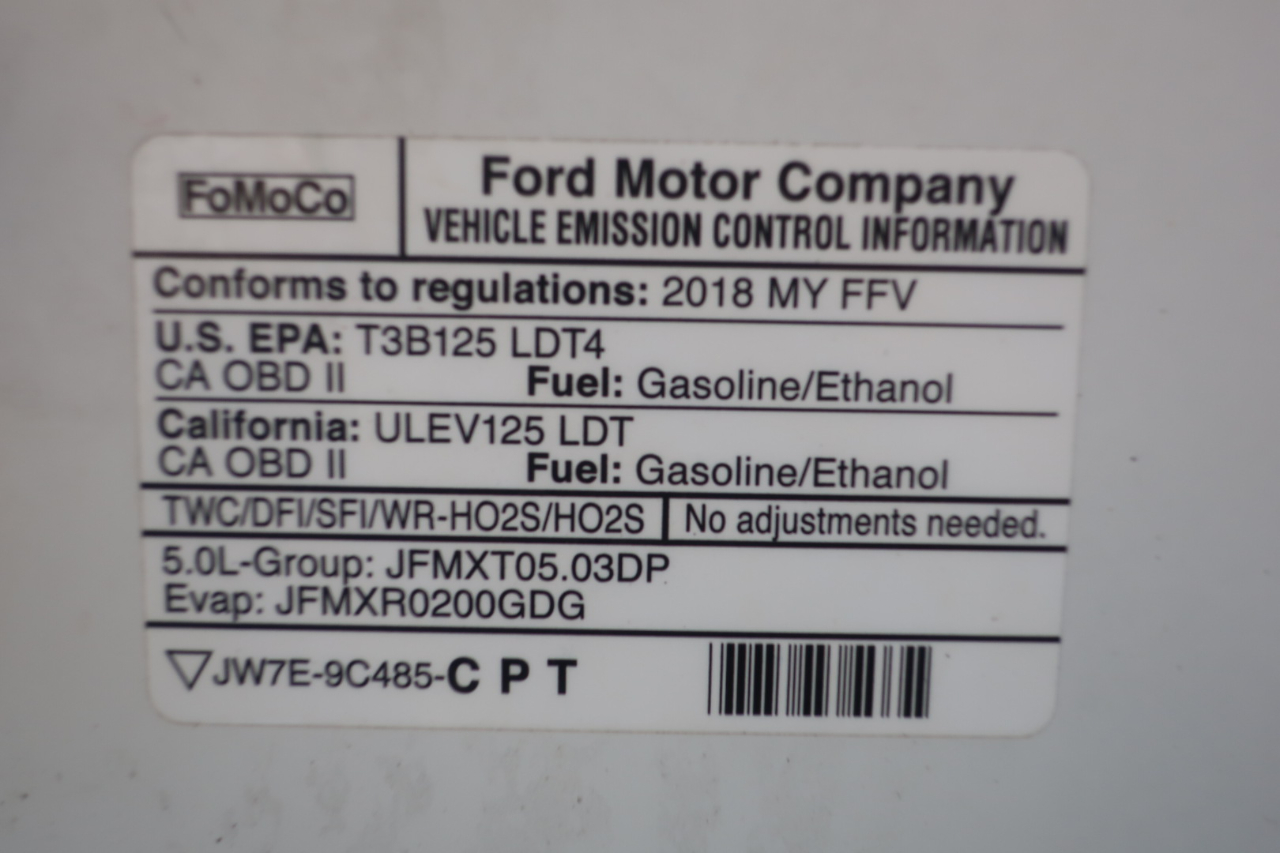 FoMoCo
Ford Motor Company
VEHICLE EMISSION CONTROL INFORMATION
Conforms to regulations: 2018 MY FFV
U.S. EPA: T3B125 LDT4
CA OBD II Fuel: Gasoline/Ethanol
California: ULEV125 LDT
CA OBD II Fuel: Gasoline/Ethanol
TWC/DFI/SFI/WR-HO2S/HO2S No adjustments needed.
5.0L-Group: JFMXT05.03DP
Evap: JFMXR0200GDG
▽JW7E-9C485-C P T